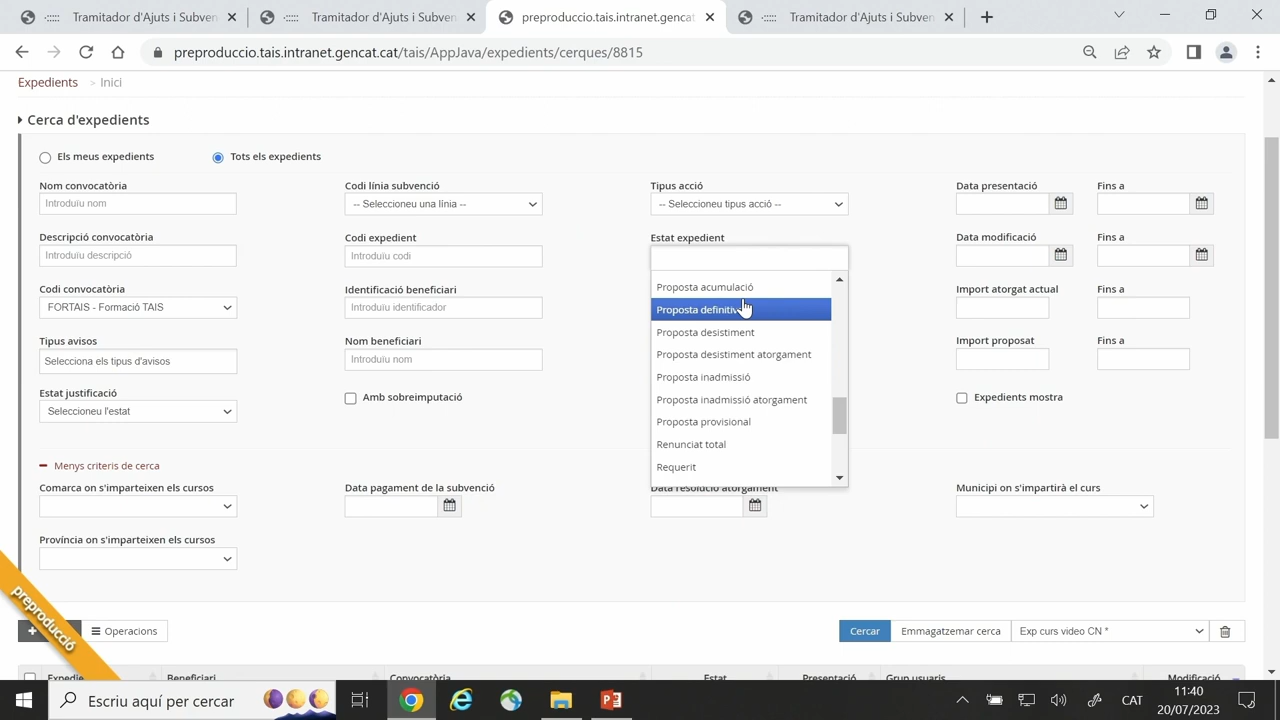 :::::: Tramitador d'Ajuts i Subven
:::::: Tramitador d'Ajuts i Subven
preproduccio.tais.intranet.gencat
:::::: Tramitador d'Ajuts i Subven
preproduccio.tais.intranet.gencat.cat/tais/AppJava/expedients/cerques/8815
Expedients > Inici
Cerca d'expedients
Els meus expedients
Tots els expedients
Nom convocatòria
Codi línia subvenció
Tipus acció
Data presentació
Fins a
Introduïu nom
-- Seleccioneu una línia --
-- Seleccioneu tipus acció --
Descripció convocatòria
Codi expedient
Estat expedient
Data modificació
Fins a
Introduïu descripció
Introduïu codi
Codi convocatòria
Identificació beneficiari
Proposta acumulació
Import atorgat actual
Fins a
FORTAIS - Formació TAIS
Introduïu identificador
Proposta definitiv
Proposta desistiment
Tipus avisos
Nom beneficiari
Import proposat
Fins a
Selecciona els tipus d'avisos
Introduïu nom
Proposta desistiment atorgament
Proposta inadmissió
Estat justificació
Amb sobreimputació
Proposta inadmissió atorgament
Expedients mostra
Seleccioneu l'estat
Proposta provisional
Renunciat total
Requerit
Menys criteris de cerca
Comarca on s'imparteixen els cursos
Data pagament de la subvenció
Data resolució atorgament
Municipi on s'impartirà el curs
Província on s'imparteixen els cursos
preproducció
Operacions
Cercar
Emmagatzemar cerca
Exp curs video CN *
Expedie
Beneficiari
Convocatòria
Estat
Presentació
Grup usuaris
Modificació
Escriu aquí per cercar
CAT
11:40
20/07/2023